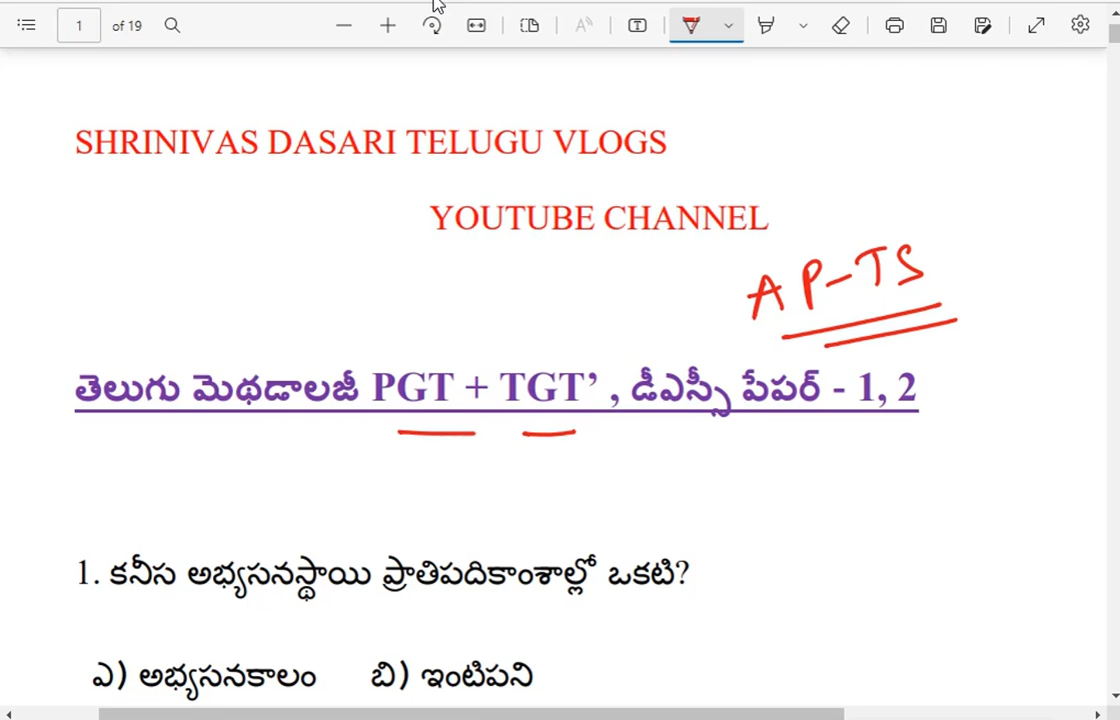 1 of 19
SHRINIVAS DASARI TELUGU VLOGS
YOUTUBE CHANNEL
AP-TS
తెలుగు మెథడాలజీ PGT + TGT’ , డీఎస్సీ పేపర్ - 1, 2
1. కనీస అభ్యసనస్థాయి ప్రాతిపదికాంశాల్లో ఒకటి?
ఎ) అభ్యసనకాలం బి) ఇంటిపని